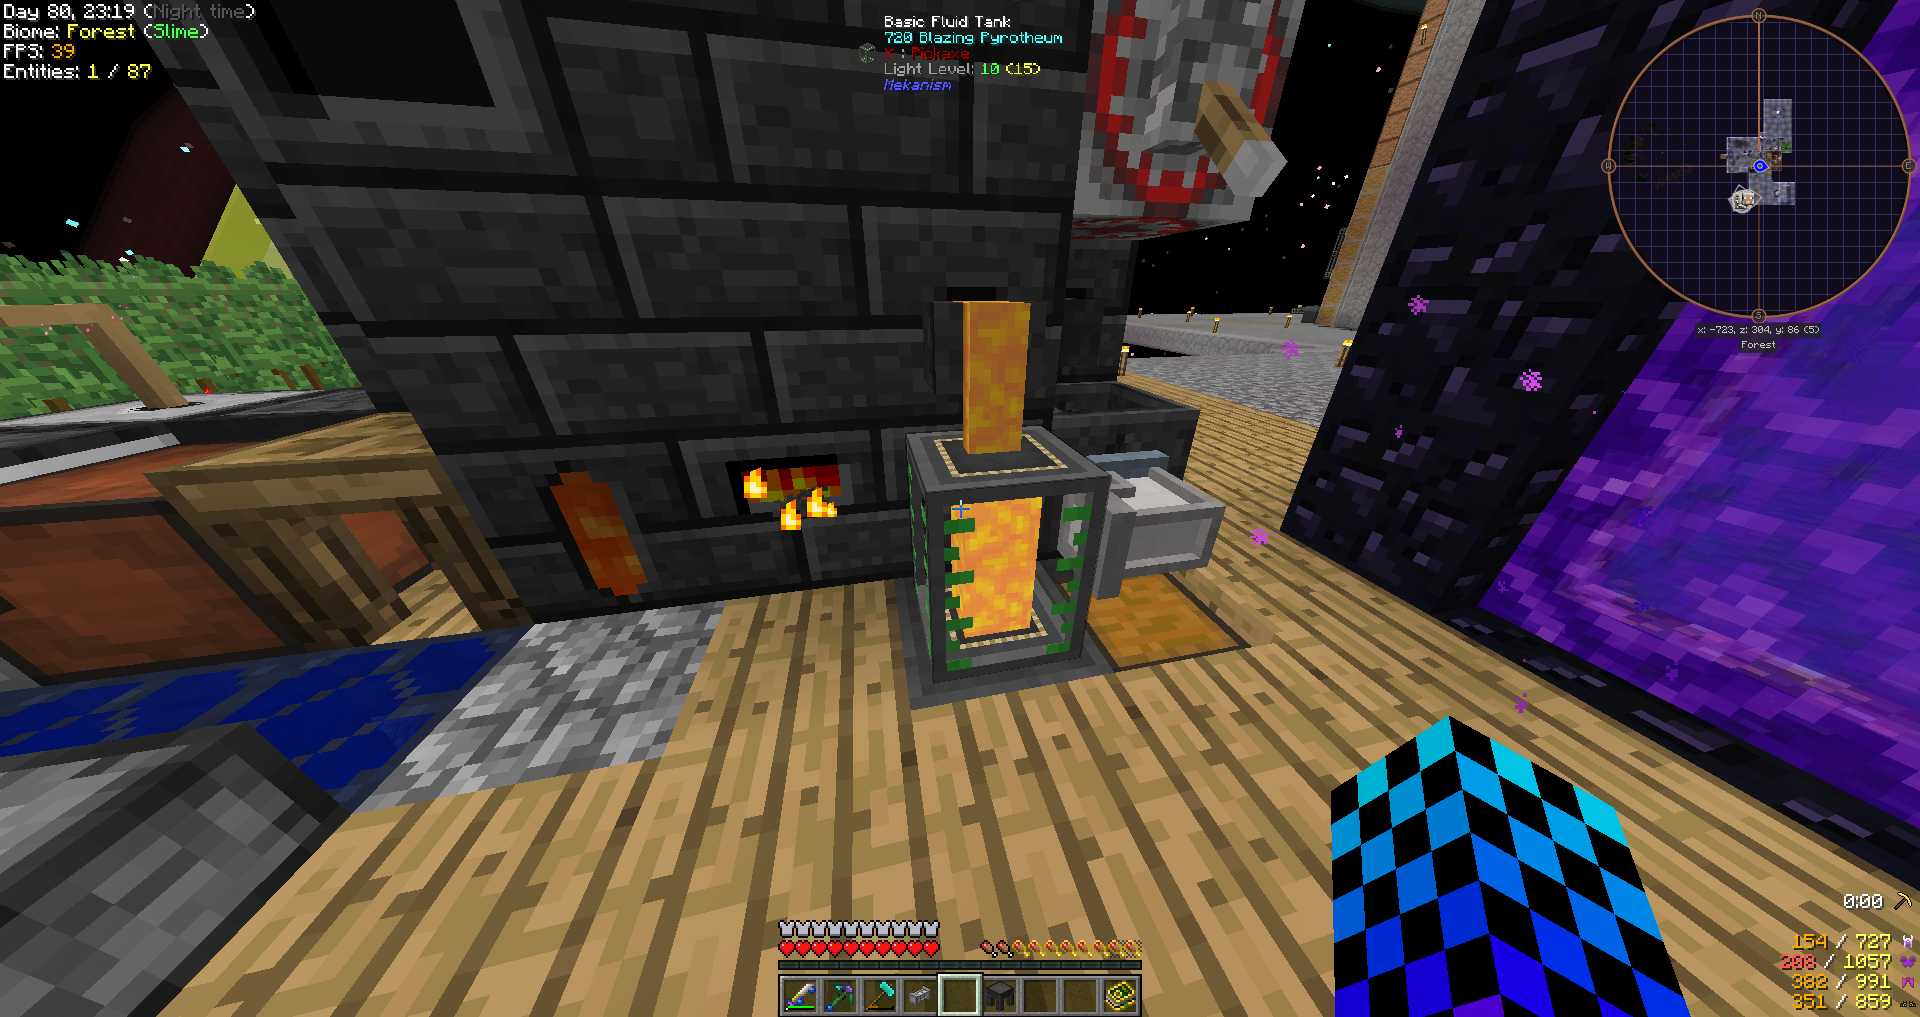 Day 80, 23:19 (Night time)
Biome: Forest (Slime)
FPS: 39
Entities: 1 / 87
Basic Fluid Tank
720 Blazing Pyrotheum
X : Pickaxe
Light Level: 10 (15)
Mekanism
N
W
E
S
x: -723, z: 304, y: 86 (5)
Forest
0:00
154 / 727
208 / 1057
382 / 991
351 / 859